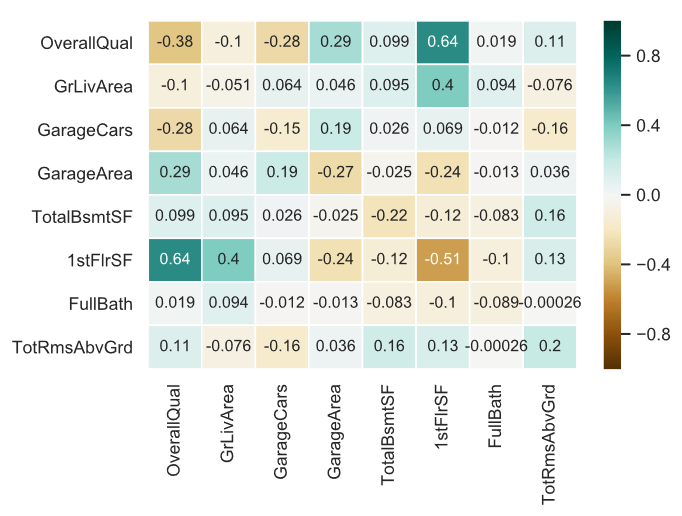 OverallQual -0.38 -0.1 -0.28 0.29 0.099 0.64 0.019 0.11
GrLivArea -0.1 -0.051 0.064 0.046 0.095 0.4 0.094 -0.076
GarageCars -0.28 0.064 -0.15 0.19 0.026 0.069 -0.012 -0.16
GarageArea 0.29 0.046 0.19 -0.27 -0.025 -0.24 -0.013 0.036
TotalBsmtSF 0.099 0.095 0.026 -0.025 -0.22 -0.12 -0.083 0.16
1stFlrSF 0.64 0.4 0.069 -0.24 -0.12 -0.51 -0.1 0.13
FullBath 0.019 0.094 -0.012 -0.013 -0.083 -0.1 -0.089 -0.00026
TotRmsAbvGrd 0.11 -0.076 -0.16 0.036 0.16 0.13 -0.00026 0.2
OverallQual
GrLivArea
GarageCars
GarageArea
TotalBsmtSF
1stFlrSF
FullBath
TotRmsAbvGrd
0.8
0.4
0.0
−0.4
−0.8